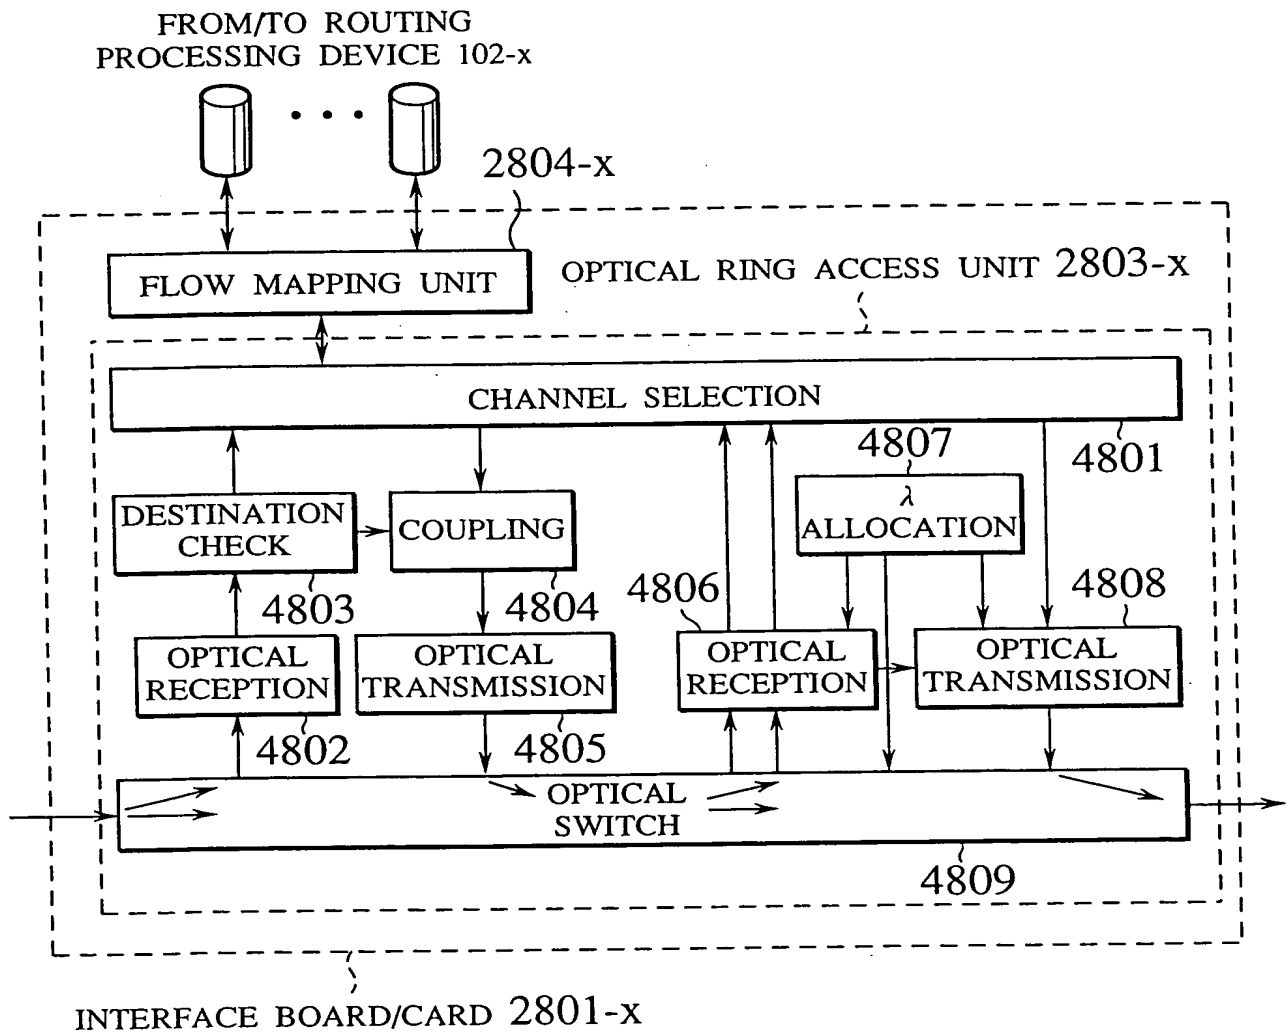 FROM/TO ROUTING
PROCESSING DEVICE 102-x
2804-x
FLOW MAPPING UNIT
OPTICAL RING ACCESS UNIT 2803-x
CHANNEL SELECTION
4801
4807
λ
ALLOCATION
DESTINATION
CHECK
4803
COUPLING
4804
4806
4808
OPTICAL
RECEPTION
4802
OPTICAL
TRANSMISSION
4805
OPTICAL
RECEPTION
OPTICAL
TRANSMISSION
OPTICAL
SWITCH
4809
INTERFACE BOARD/CARD 2801-x